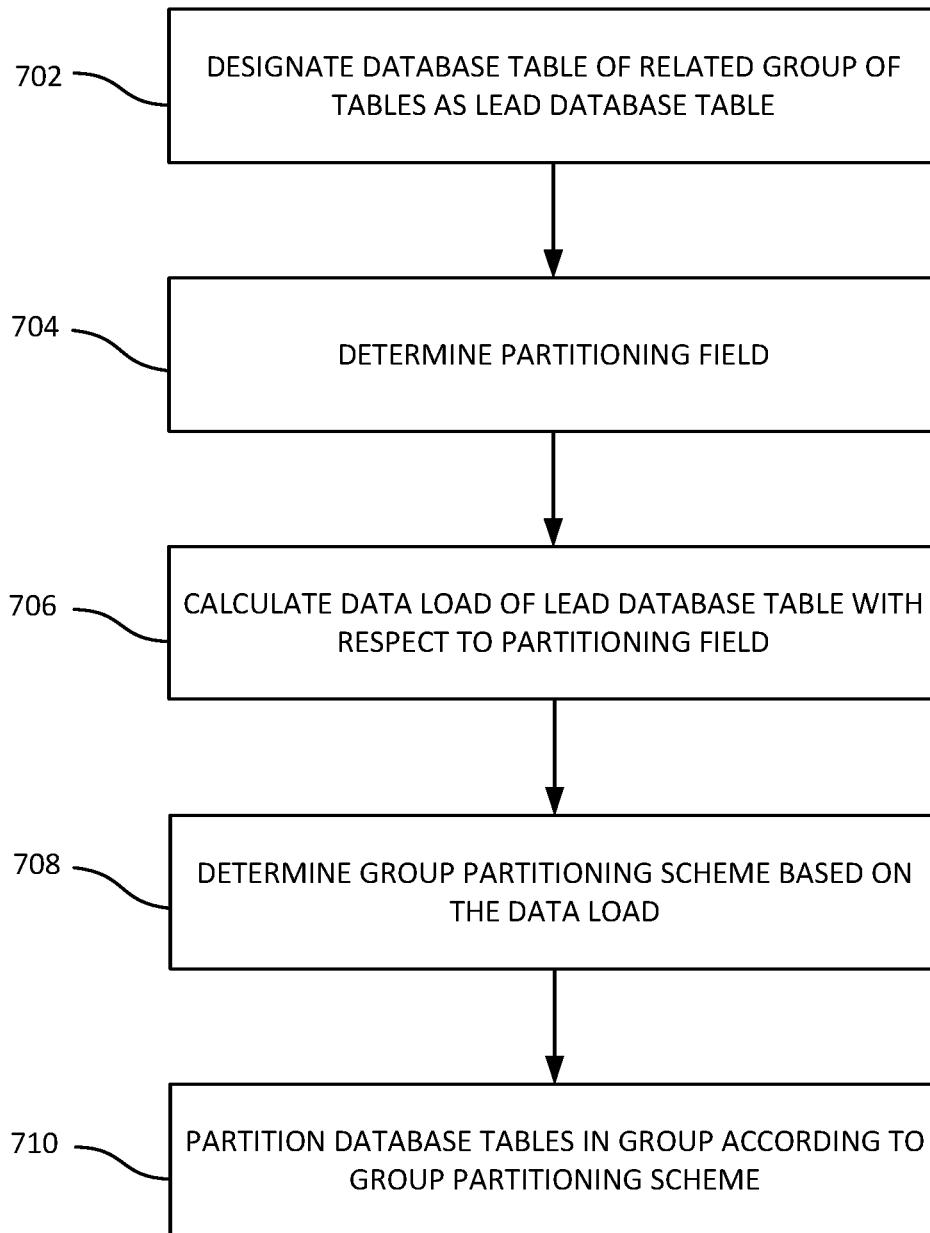 702
DESIGNATE DATABASE TABLE OF RELATED GROUP OF
TABLES AS LEAD DATABASE TABLE
704
DETERMINE PARTITIONING FIELD
706
CALCULATE DATA LOAD OF LEAD DATABASE TABLE WITH
RESPECT TO PARTITIONING FIELD
708
DETERMINE GROUP PARTITIONING SCHEME BASED ON
THE DATA LOAD
710
PARTITION DATABASE TABLES IN GROUP ACCORDING TO
GROUP PARTITIONING SCHEME